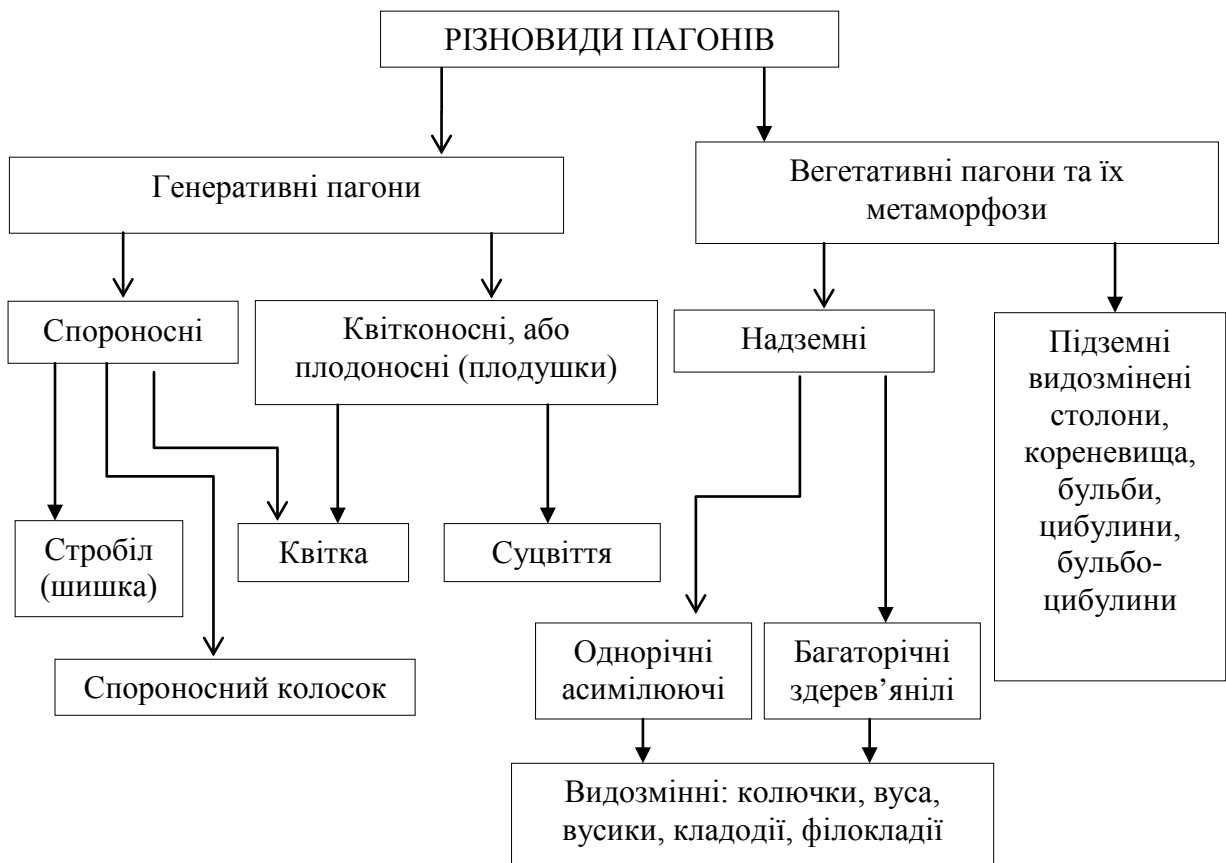 РІЗНОВИДИ ПАГОНІВ
Генеративні пагони
Вегетативні пагони та їх
метаморфози
Спороносні
Квітконосні, або
плодоносні (плодушки)
Надземні
Підземні
видозмінені
столони,
кореневища,
бульби,
цибулини,
бульбо-
цибулини
Стробіл
(шишка)
Квітка
Суцвіття
Спороносний колосок
Однорічні
асимілюючі
Багаторічні
здерев’янілі
Видозмінні: колючки, вуса,
вусики, кладодії, філокладії